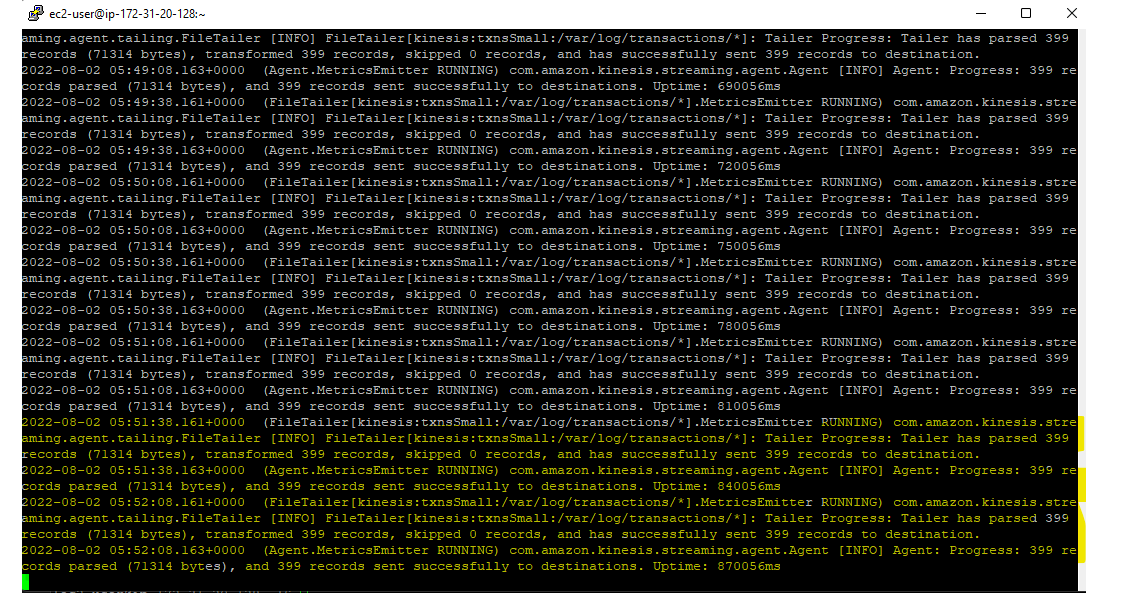 ec2-user@ip-172-31-20-128:~
aming.agent.tailing.FileTailer [INFO] FileTailer[kinesis:txnsSmall:/var/log/transactions/*]: Tailer Progress: Tailer has parsed 399
records (71314 bytes), transformed 399 records, skipped 0 records, and has successfully sent 399 records to destination.
2022-08-02 05:49:08.163+0000  (Agent.MetricsEmitter RUNNING) com.amazon.kinesis.streaming.agent.Agent [INFO] Agent: Progress: 399 re
cords parsed (71314 bytes), and 399 records sent successfully to destinations. Uptime: 690056ms
2022-08-02 05:49:38.161+0000  (FileTailer[kinesis:txnsSmall:/var/log/transactions/*].MetricsEmitter RUNNING) com.amazon.kinesis.stre
aming.agent.tailing.FileTailer [INFO] FileTailer[kinesis:txnsSmall:/var/log/transactions/*]: Tailer Progress: Tailer has parsed 399
records (71314 bytes), transformed 399 records, skipped 0 records, and has successfully sent 399 records to destination.
2022-08-02 05:49:38.163+0000  (Agent.MetricsEmitter RUNNING) com.amazon.kinesis.streaming.agent.Agent [INFO] Agent: Progress: 399 re
cords parsed (71314 bytes), and 399 records sent successfully to destinations. Uptime: 720056ms
2022-08-02 05:50:08.161+0000  (FileTailer[kinesis:txnsSmall:/var/log/transactions/*].MetricsEmitter RUNNING) com.amazon.kinesis.stre
aming.agent.tailing.FileTailer [INFO] FileTailer[kinesis:txnsSmall:/var/log/transactions/*]: Tailer Progress: Tailer has parsed 399
records (71314 bytes), transformed 399 records, skipped 0 records, and has successfully sent 399 records to destination.
2022-08-02 05:50:08.163+0000  (Agent.MetricsEmitter RUNNING) com.amazon.kinesis.streaming.agent.Agent [INFO] Agent: Progress: 399 re
cords parsed (71314 bytes), and 399 records sent successfully to destinations. Uptime: 750056ms
2022-08-02 05:50:38.161+0000  (FileTailer[kinesis:txnsSmall:/var/log/transactions/*].MetricsEmitter RUNNING) com.amazon.kinesis.stre
aming.agent.tailing.FileTailer [INFO] FileTailer[kinesis:txnsSmall:/var/log/transactions/*]: Tailer Progress: Tailer has parsed 399
records (71314 bytes), transformed 399 records, skipped 0 records, and has successfully sent 399 records to destination.
2022-08-02 05:50:38.163+0000  (Agent.MetricsEmitter RUNNING) com.amazon.kinesis.streaming.agent.Agent [INFO] Agent: Progress: 399 re
cords parsed (71314 bytes), and 399 records sent successfully to destinations. Uptime: 780056ms
2022-08-02 05:51:08.161+0000  (FileTailer[kinesis:txnsSmall:/var/log/transactions/*].MetricsEmitter RUNNING) com.amazon.kinesis.stre
aming.agent.tailing.FileTailer [INFO] FileTailer[kinesis:txnsSmall:/var/log/transactions/*]: Tailer Progress: Tailer has parsed 399
records (71314 bytes), transformed 399 records, skipped 0 records, and has successfully sent 399 records to destination.
2022-08-02 05:51:08.163+0000  (Agent.MetricsEmitter RUNNING) com.amazon.kinesis.streaming.agent.Agent [INFO] Agent: Progress: 399 re
cords parsed (71314 bytes), and 399 records sent successfully to destinations. Uptime: 810056ms
2022-08-02 05:51:38.161+0000  (FileTailer[kinesis:txnsSmall:/var/log/transactions/*].MetricsEmitter RUNNING) com.amazon.kinesis.stre
aming.agent.tailing.FileTailer [INFO] FileTailer[kinesis:txnsSmall:/var/log/transactions/*]: Tailer Progress: Tailer has parsed 399
records (71314 bytes), transformed 399 records, skipped 0 records, and has successfully sent 399 records to destination.
2022-08-02 05:51:38.163+0000  (Agent.MetricsEmitter RUNNING) com.amazon.kinesis.streaming.agent.Agent [INFO] Agent: Progress: 399 re
cords parsed (71314 bytes), and 399 records sent successfully to destinations. Uptime: 840056ms
2022-08-02 05:52:08.161+0000  (FileTailer[kinesis:txnsSmall:/var/log/transactions/*].MetricsEmitter RUNNING) com.amazon.kinesis.stre
aming.agent.tailing.FileTailer [INFO] FileTailer[kinesis:txnsSmall:/var/log/transactions/*]: Tailer Progress: Tailer has parsed 399
records (71314 bytes), transformed 399 records, skipped 0 records, and has successfully sent 399 records to destination.
2022-08-02 05:52:08.163+0000  (Agent.MetricsEmitter RUNNING) com.amazon.kinesis.streaming.agent.Agent [INFO] Agent: Progress: 399 re
cords parsed (71314 bytes), and 399 records sent successfully to destinations. Uptime: 870056ms